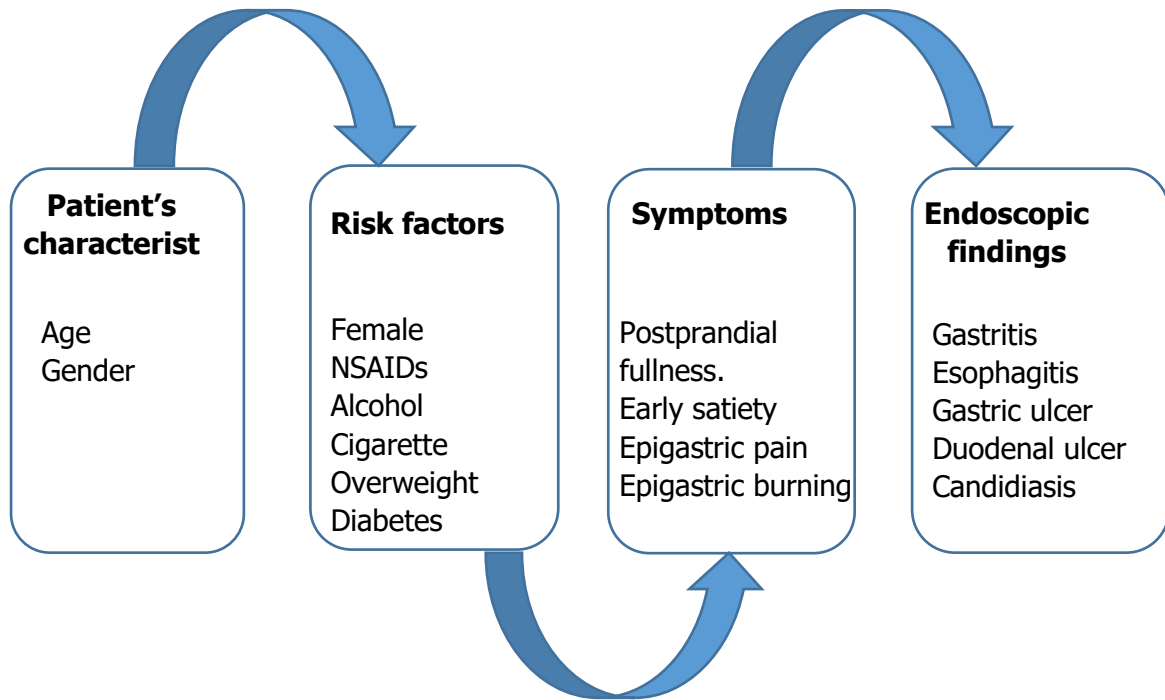 Patient's
characterist
Age
Gender
Risk factors
Female
NSAIDs
Alcohol
Cigarette
Overweight
Diabetes
Symptoms
Postprandial
fullness.
Early satiety
Epigastric pain
Epigastric burning
Endoscopic
findings
Gastritis
Esophagitis
Gastric ulcer
Duodenal ulcer
Candidiasis